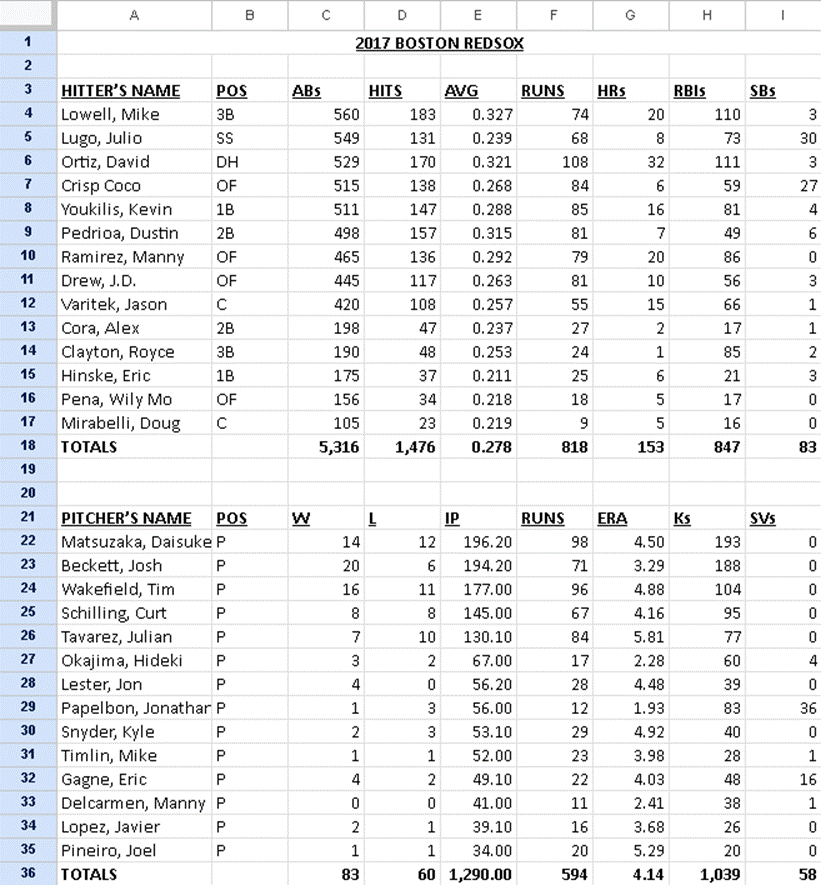 A B C D E F G H I
1 2017 BOSTON REDSOX
2
3 HITTER'S NAME POS ABs HITS AVG RUNS HRs RBIs SBs
4 Lowell, Mike 3B 560 183 0.327 74 20 110 3
5 Lugo, Julio SS 549 131 0.239 68 8 73 30
6 Ortiz, David DH 529 170 0.321 108 32 111 3
7 Crisp Coco OF 515 138 0.268 84 6 59 27
8 Youkilis, Kevin 1B 511 147 0.288 85 16 81 4
9 Pedrioa, Dustin 2B 498 157 0.315 81 7 49 6
10 Ramirez, Manny OF 465 136 0.292 79 20 86 0
11 Drew, J.D. OF 445 117 0.263 81 10 56 3
12 Varitek, Jason C 420 108 0.257 55 15 66 1
13 Cora, Alex 2B 198 47 0.237 27 2 17 1
14 Clayton, Royce 3B 190 48 0.253 24 1 85 2
15 Hinske, Eric 1B 175 37 0.211 25 6 21 3
16 Pena, Wily Mo OF 156 34 0.218 18 5 17 0
17 Mirabelli, Doug C 105 23 0.219 9 5 16 0
18 TOTALS 5,316 1,476 0.278 818 153 847 83
19
20
21 PITCHER'S NAME POS W L IP RUNS ERA Ks SVs
22 Matsuzaka, Daisuke P 14 12 196.20 98 4.50 193 0
23 Beckett, Josh P 20 6 194.20 71 3.29 188 0
24 Wakefield, Tim P 16 11 177.00 96 4.88 104 0
25 Schilling, Curt P 8 8 145.00 67 4.16 95 0
26 Tavarez, Julian P 7 10 130.10 84 5.81 77 0
27 Okajima, Hideki P 3 2 67.00 17 2.28 60 4
28 Lester, Jon P 4 0 56.20 28 4.48 39 0
29 Papelbon, Jonathar P 1 3 56.00 12 1.93 83 36
30 Snyder, Kyle P 2 3 53.10 29 4.92 40 0
31 Timlin, Mike P 1 1 52.00 23 3.98 28 1
32 Gagne, Eric P 4 2 49.10 22 4.03 48 16
33 Delcarmen, Manny P 0 0 41.00 11 2.41 38 1
34 Lopez, Javier P 2 1 39.10 16 3.68 26 0
35 Pineiro, Joel P 1 1 34.00 20 5.29 20 0
36 TOTALS 83 60 1,290.00 594 4.14 1,039 58